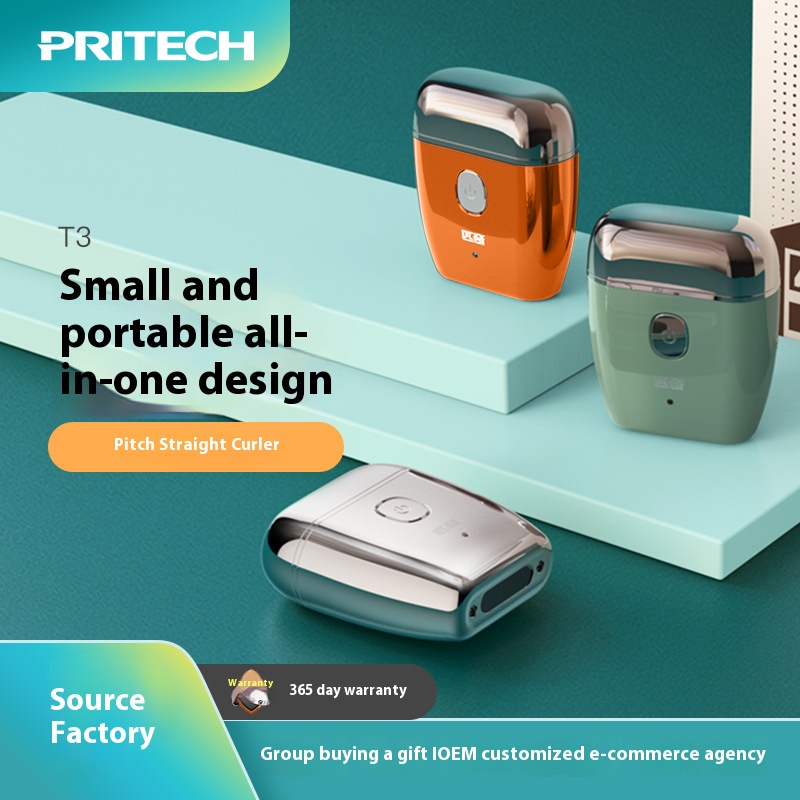 PRITECH
T3
Small and
portable all-
in-one design
Pitch Straight Curler
Warranty
365 day warranty
Source
Factory
Group buying a gift IOEM customized e-commerce agency